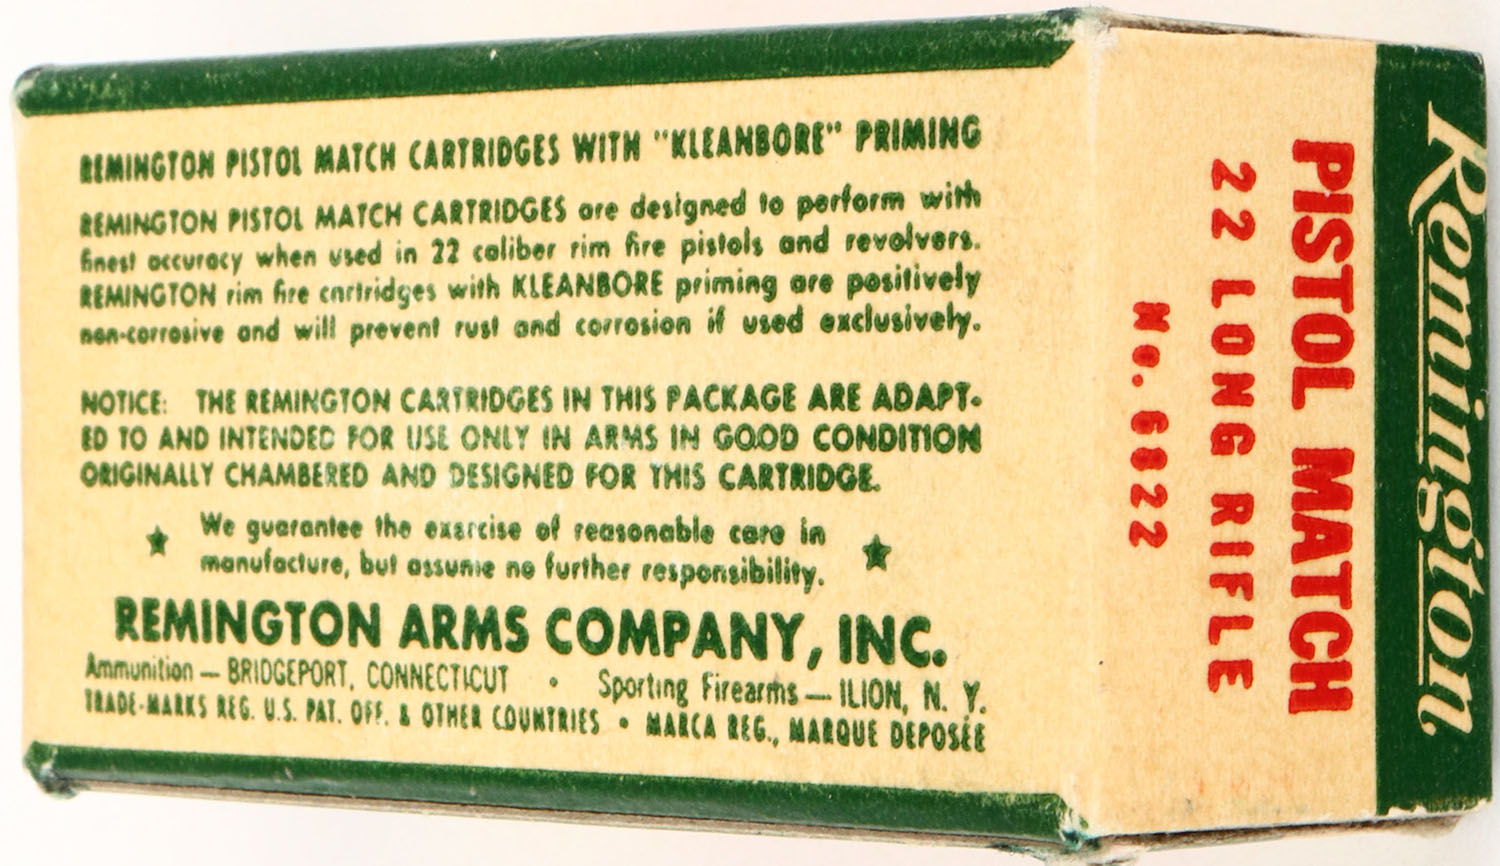 REMINGTON PISTOL MATCH CARTRIDGES WITH "KLEANBORE" PRIMING
REMINGTON PISTOL MATCH CARTRIDGES are designed to perform with
finest accuracy when used in 22 caliber rim fire pistols and revolvers.
REMINGTON rim fire cartridges with KLEANBORE priming are positively
non-corrosive and will prevent rust and corrosion if used exclusively.
NOTICE: THE REMINGTON CARTRIDGES IN THIS PACKAGE ARE ADAPT-
ED TO AND INTENDED FOR USE ONLY IN ARMS IN GOOD CONDITION
ORIGINALLY CHAMBERED AND DESIGNED FOR THIS CARTRIDGE.
★ We guarantee the exercise of reasonable care in ★
manufacture, but assume no further responsibility.
REMINGTON ARMS COMPANY, INC.
Ammunition — BRIDGEPORT, CONNECTICUT • Sporting Firearms — ILION, N. Y.
TRADE-MARKS REG. U.S. PAT. OFF. & OTHER COUNTRIES • MARCA REG., MARQUE DEPOSÉE
Remington
PISTOL MATCH
22 LONG RIFLE
No. 6822